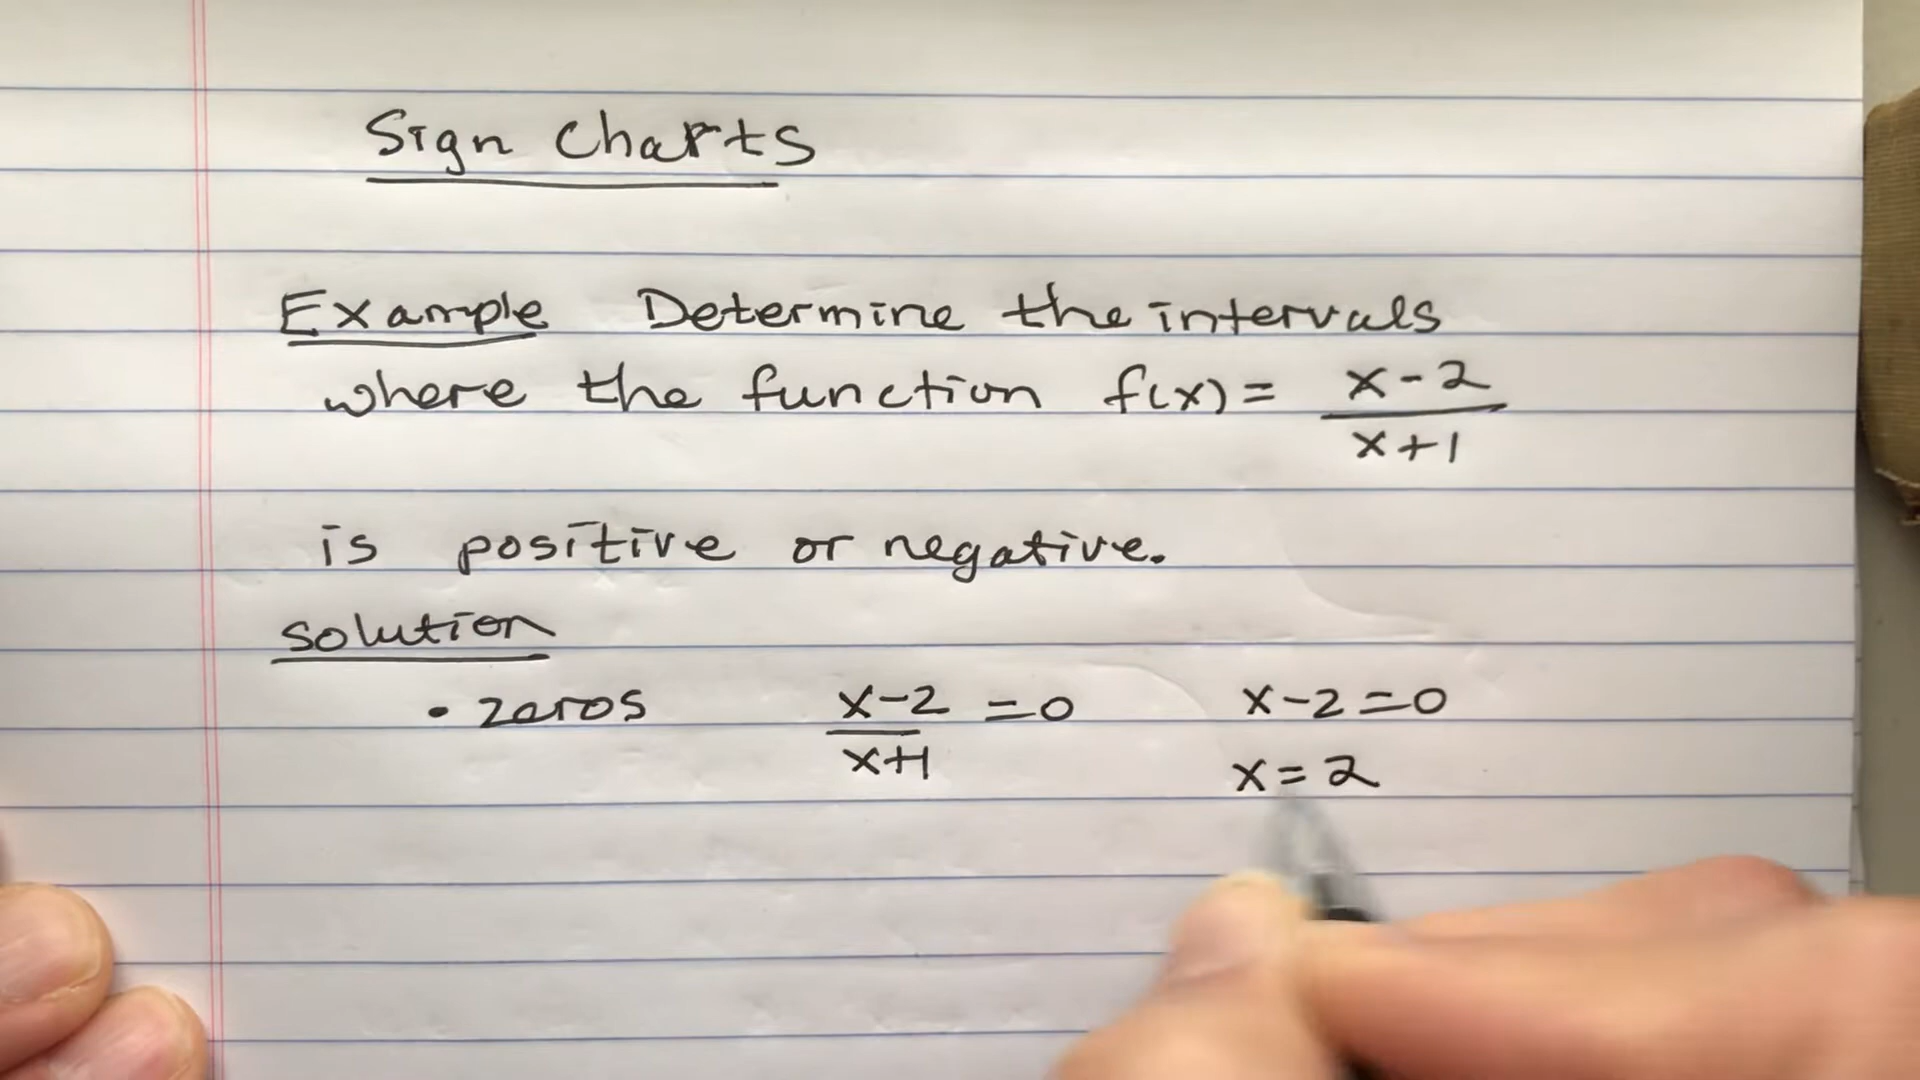 Sign Charts
Example Determine the intervals
where the function f(x) = x-2 / x+1
is positive or negative.
solution
• zeros x-2 / x+1 = 0 x-2=0
x=2